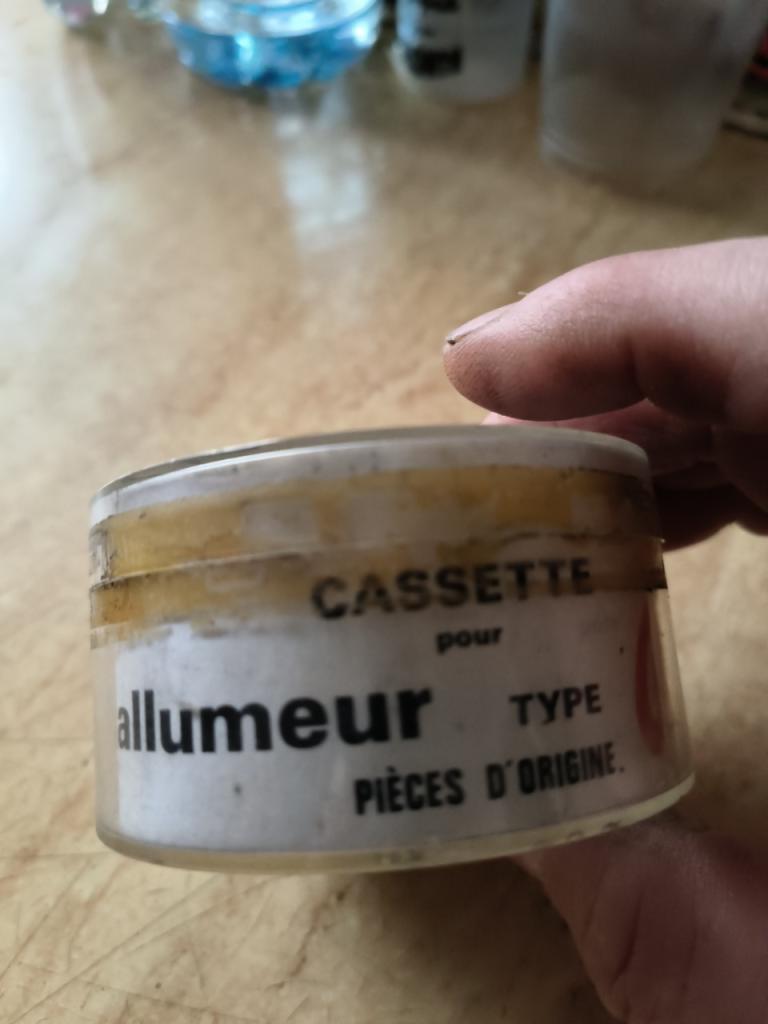 CASSETTE
pour
allumeur TYPE
PIÈCES D'ORIGINE.